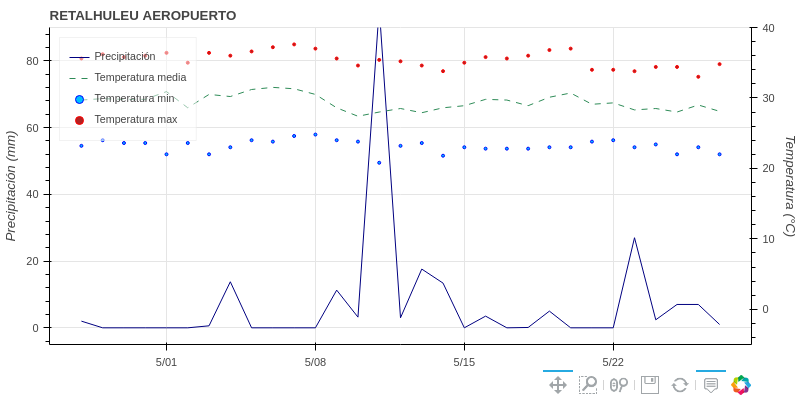 RETALHULEU AEROPUERTO
Precipitación
Temperatura media
Temperatura min
Temperatura max
Precipitación (mm)
80
60
40
20
0
Temperatura (°C)
40
30
20
10
0
5/01
5/08
5/15
5/22